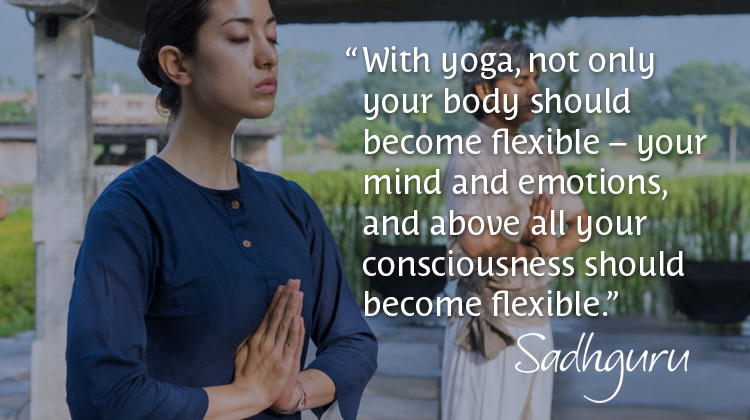 “With yoga, not only
your body should
become flexible – your
mind and emotions,
and above all your
consciousness should
become flexible.”
Sadhguru